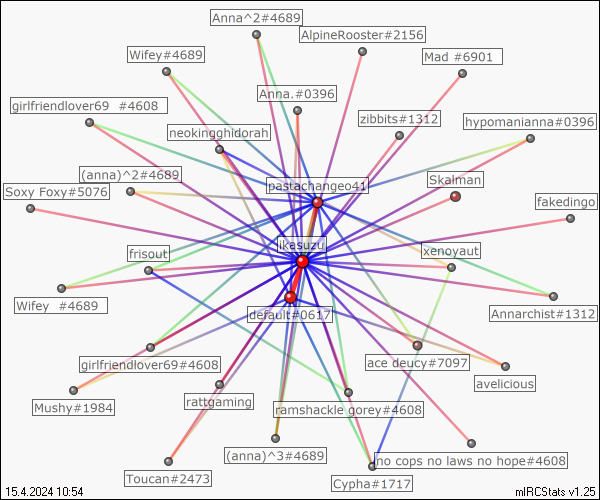 Anna^2#4689
AlpineRooster#2156
Wifey#4689
Mad #6901
Anna.#0396
girlfriendlover69 #4608
zibbits#1312
hypomanianna#0396
neokingghidorah
(anna)^2#4689
pastachangeo41
Skalman
Soxy Foxy#5076
fakedingo
likesuzu
frisout
xenoyaut
Wifey #4689
Annarchist#1312
default#0617
girlfriendlover69#4608
ace deucy#7097
avelicious
Mushy#1984
rattgaming
ramshackle gorey#4608
(anna)^3#4689
no cops no laws no hope#4608
Toucan#2473
Cypha#1717
15.4.2024 10:54
mIRCStats v1.25